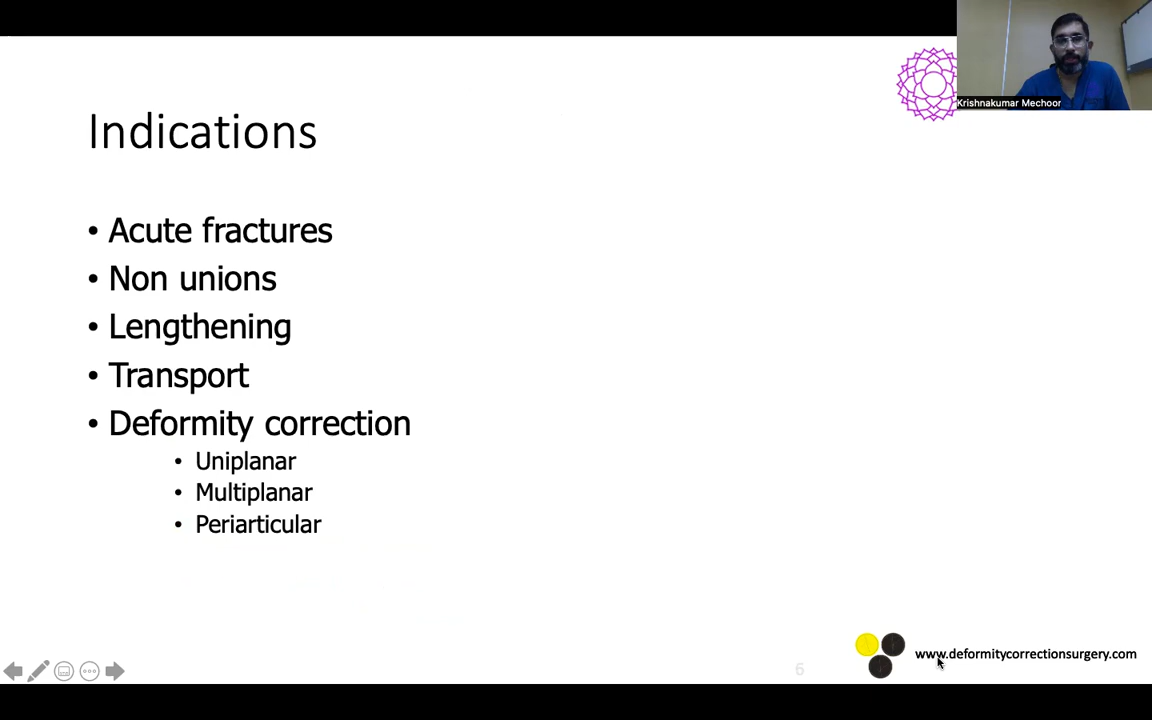 Krishnakumar Mechoor
Indications
• Acute fractures
• Non unions
• Lengthening
• Transport
• Deformity correction
• Uniplanar
• Multiplanar
• Periarticular
6
www.deformitycorrectionsurgery.com